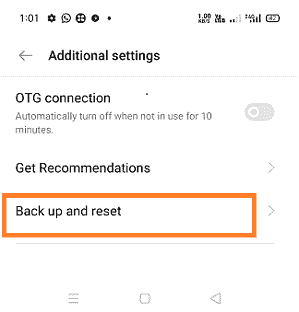 1:01
1.00 KB/S
Additional settings
OTG connection
Automatically turn off when not in use for 10
minutes.
Get Recommendations
Back up and reset